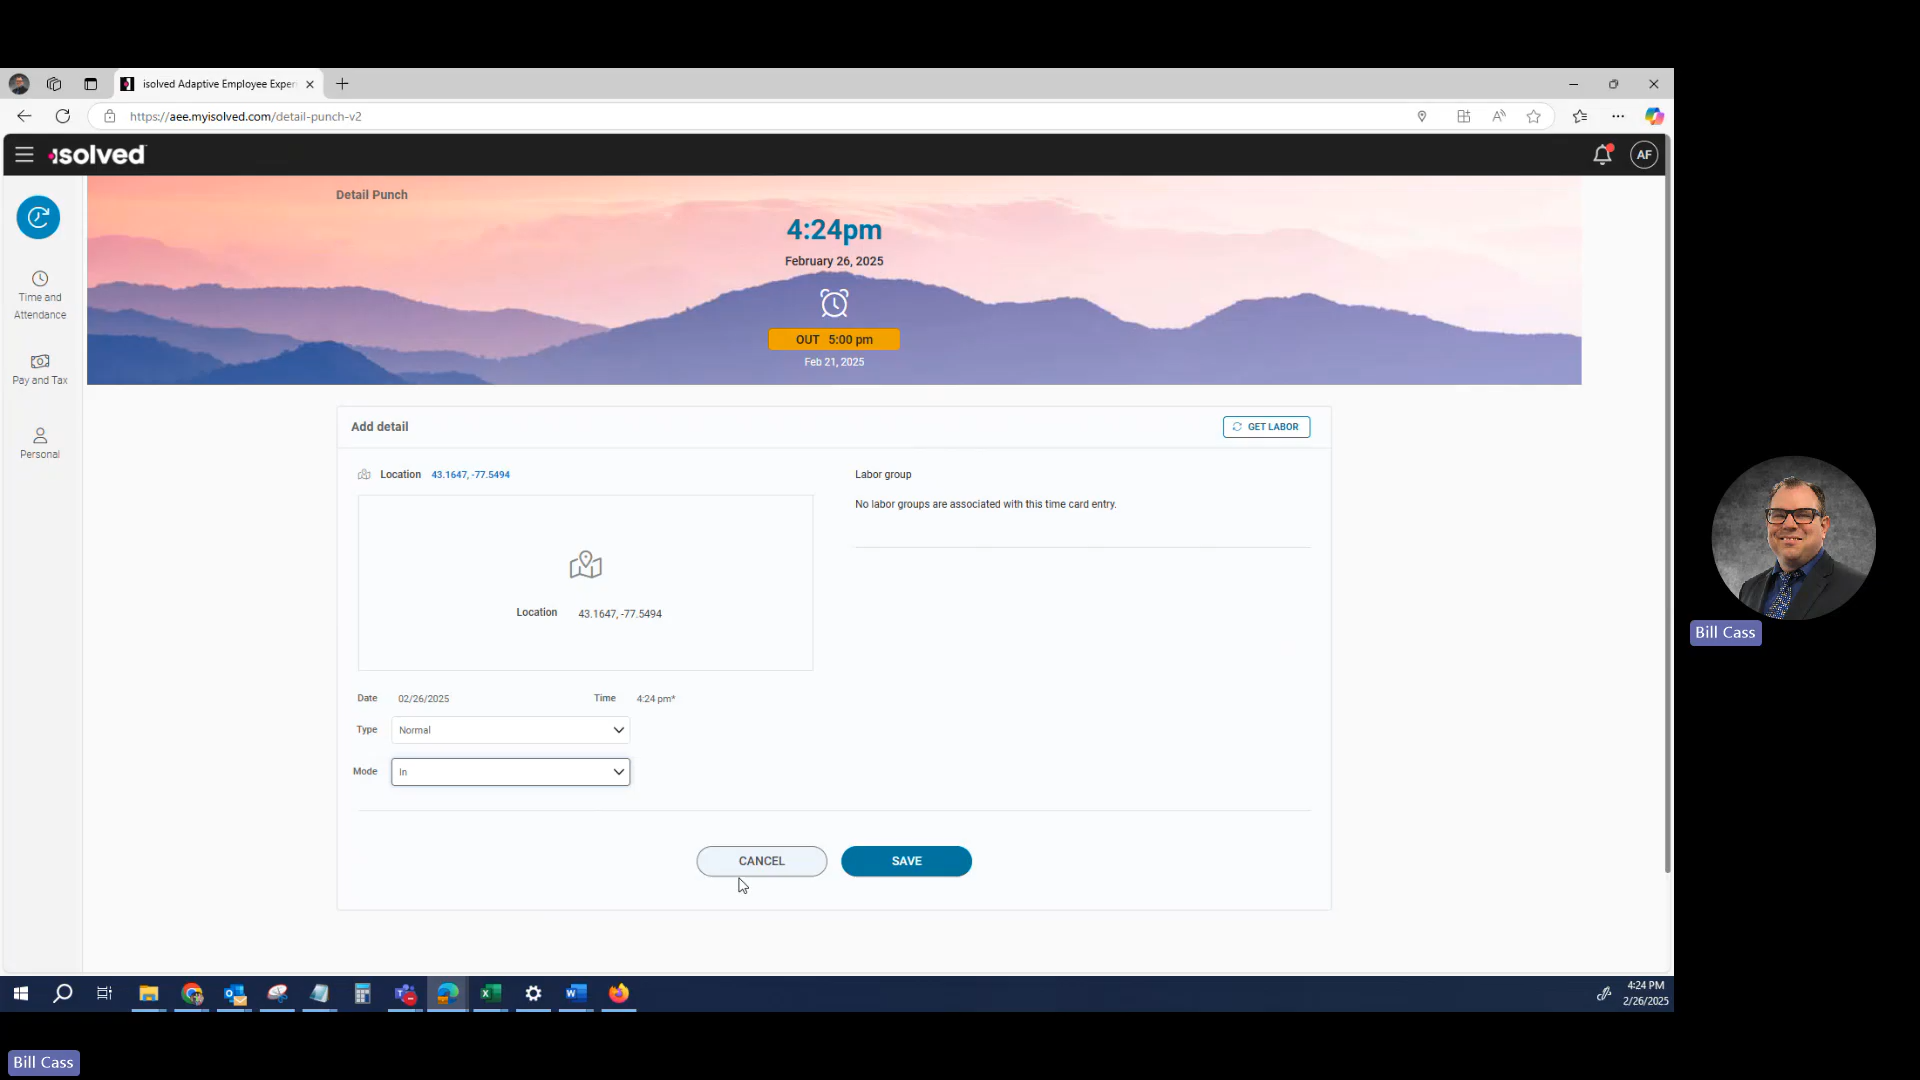 isolved Adaptive Employee Exper
https://aee.myisolved.com/detail-punch-v2
isolved
AF
Detail Punch
4:24pm
February 26, 2025
OUT 5:00 pm
Feb 21, 2025
Time and
Attendance
Pay and Tax
Personal
Add detail
GET LABOR
Location 43.1647, -77.5494
Labor group
No labor groups are associated with this time card entry.
Location 43.1647, -77.5494
Date 02/26/2025 Time 4:24 pm*
Type Normal
Mode In
CANCEL
SAVE
Bill Cass
4:24 PM
2/26/2025
Bill Cass